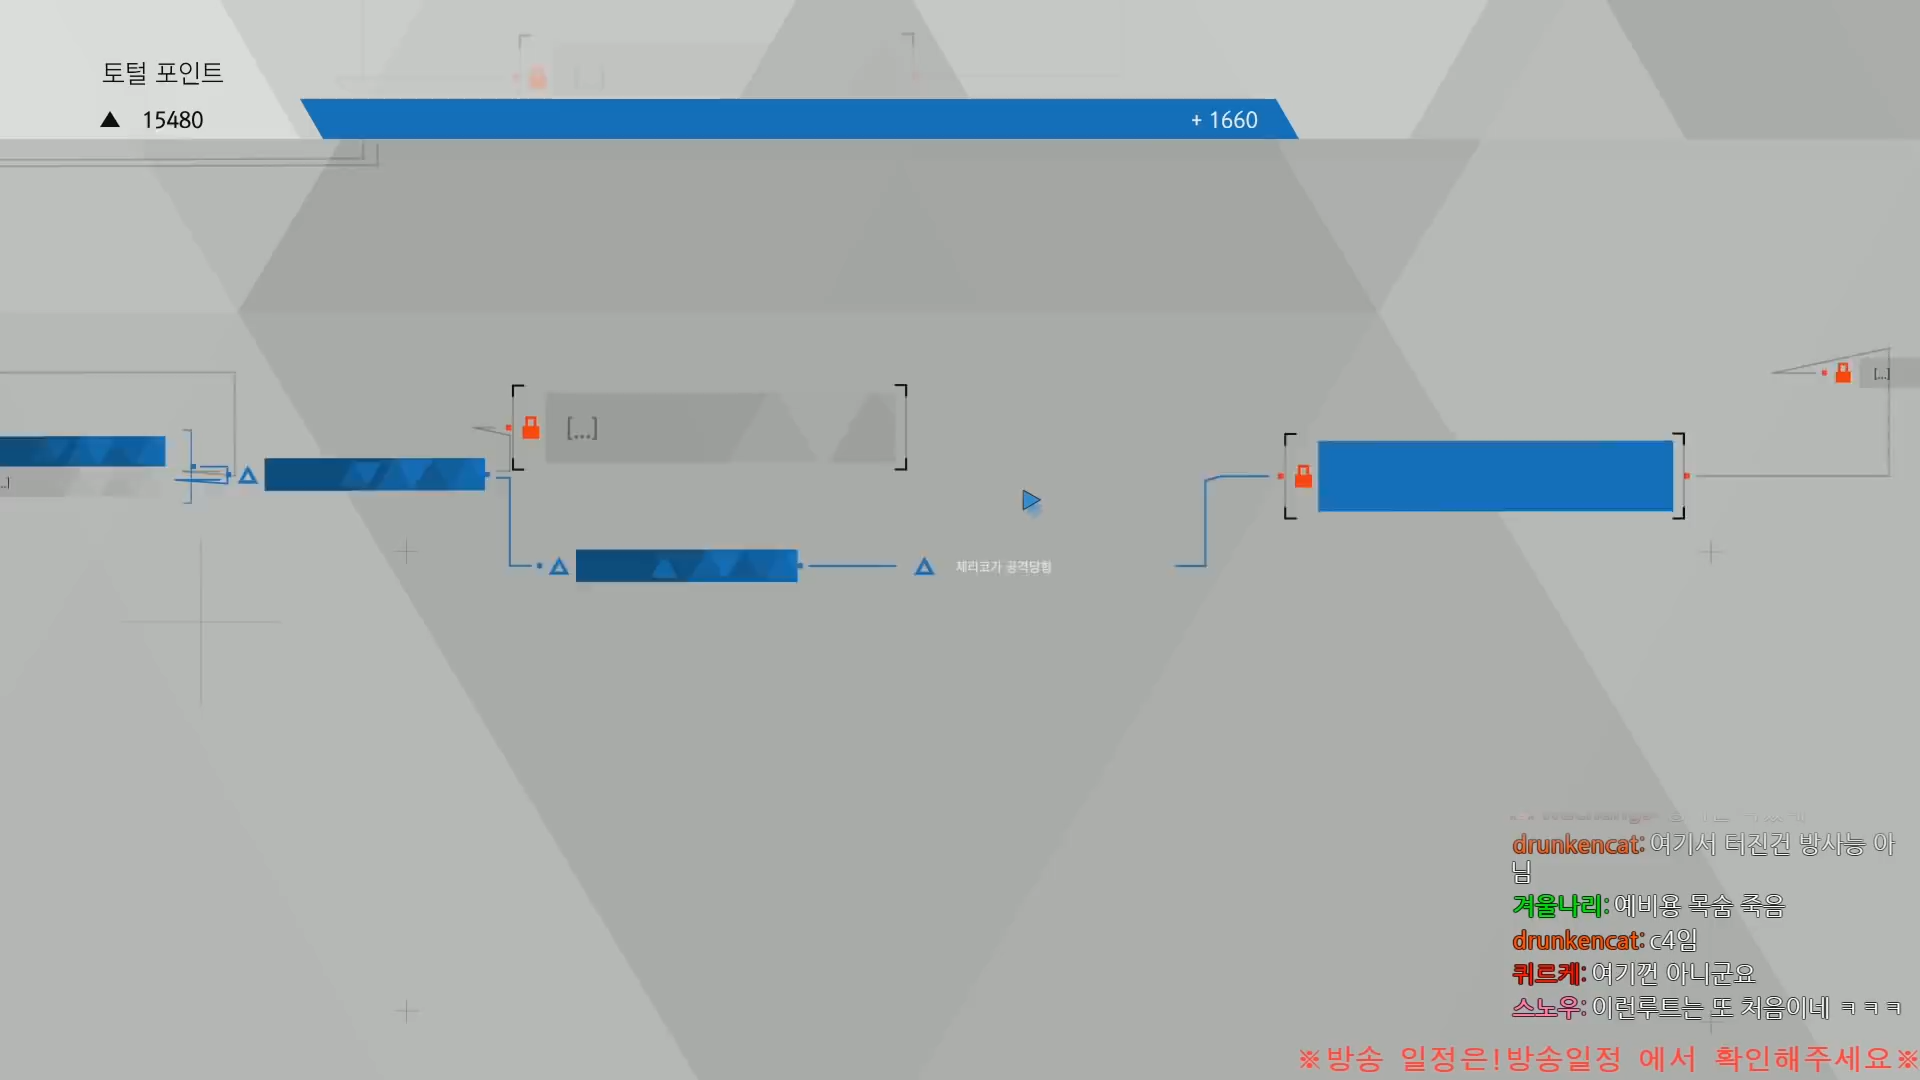 토털 포인트
▲ 15480
+ 1660
[...]
[...]
..]
체리코가 공격당함
drunkencat: 여기서 터진건 방사능 아
님
겨울나리: 예비용 목숨 죽음
drunkencat: c4임
퀴르케: 여기껀 아니군요
스노우: 이런루트는 또 처음이네 ㅋㅋㅋ
※방송 일정은!방송일정 에서 확인해주세요※